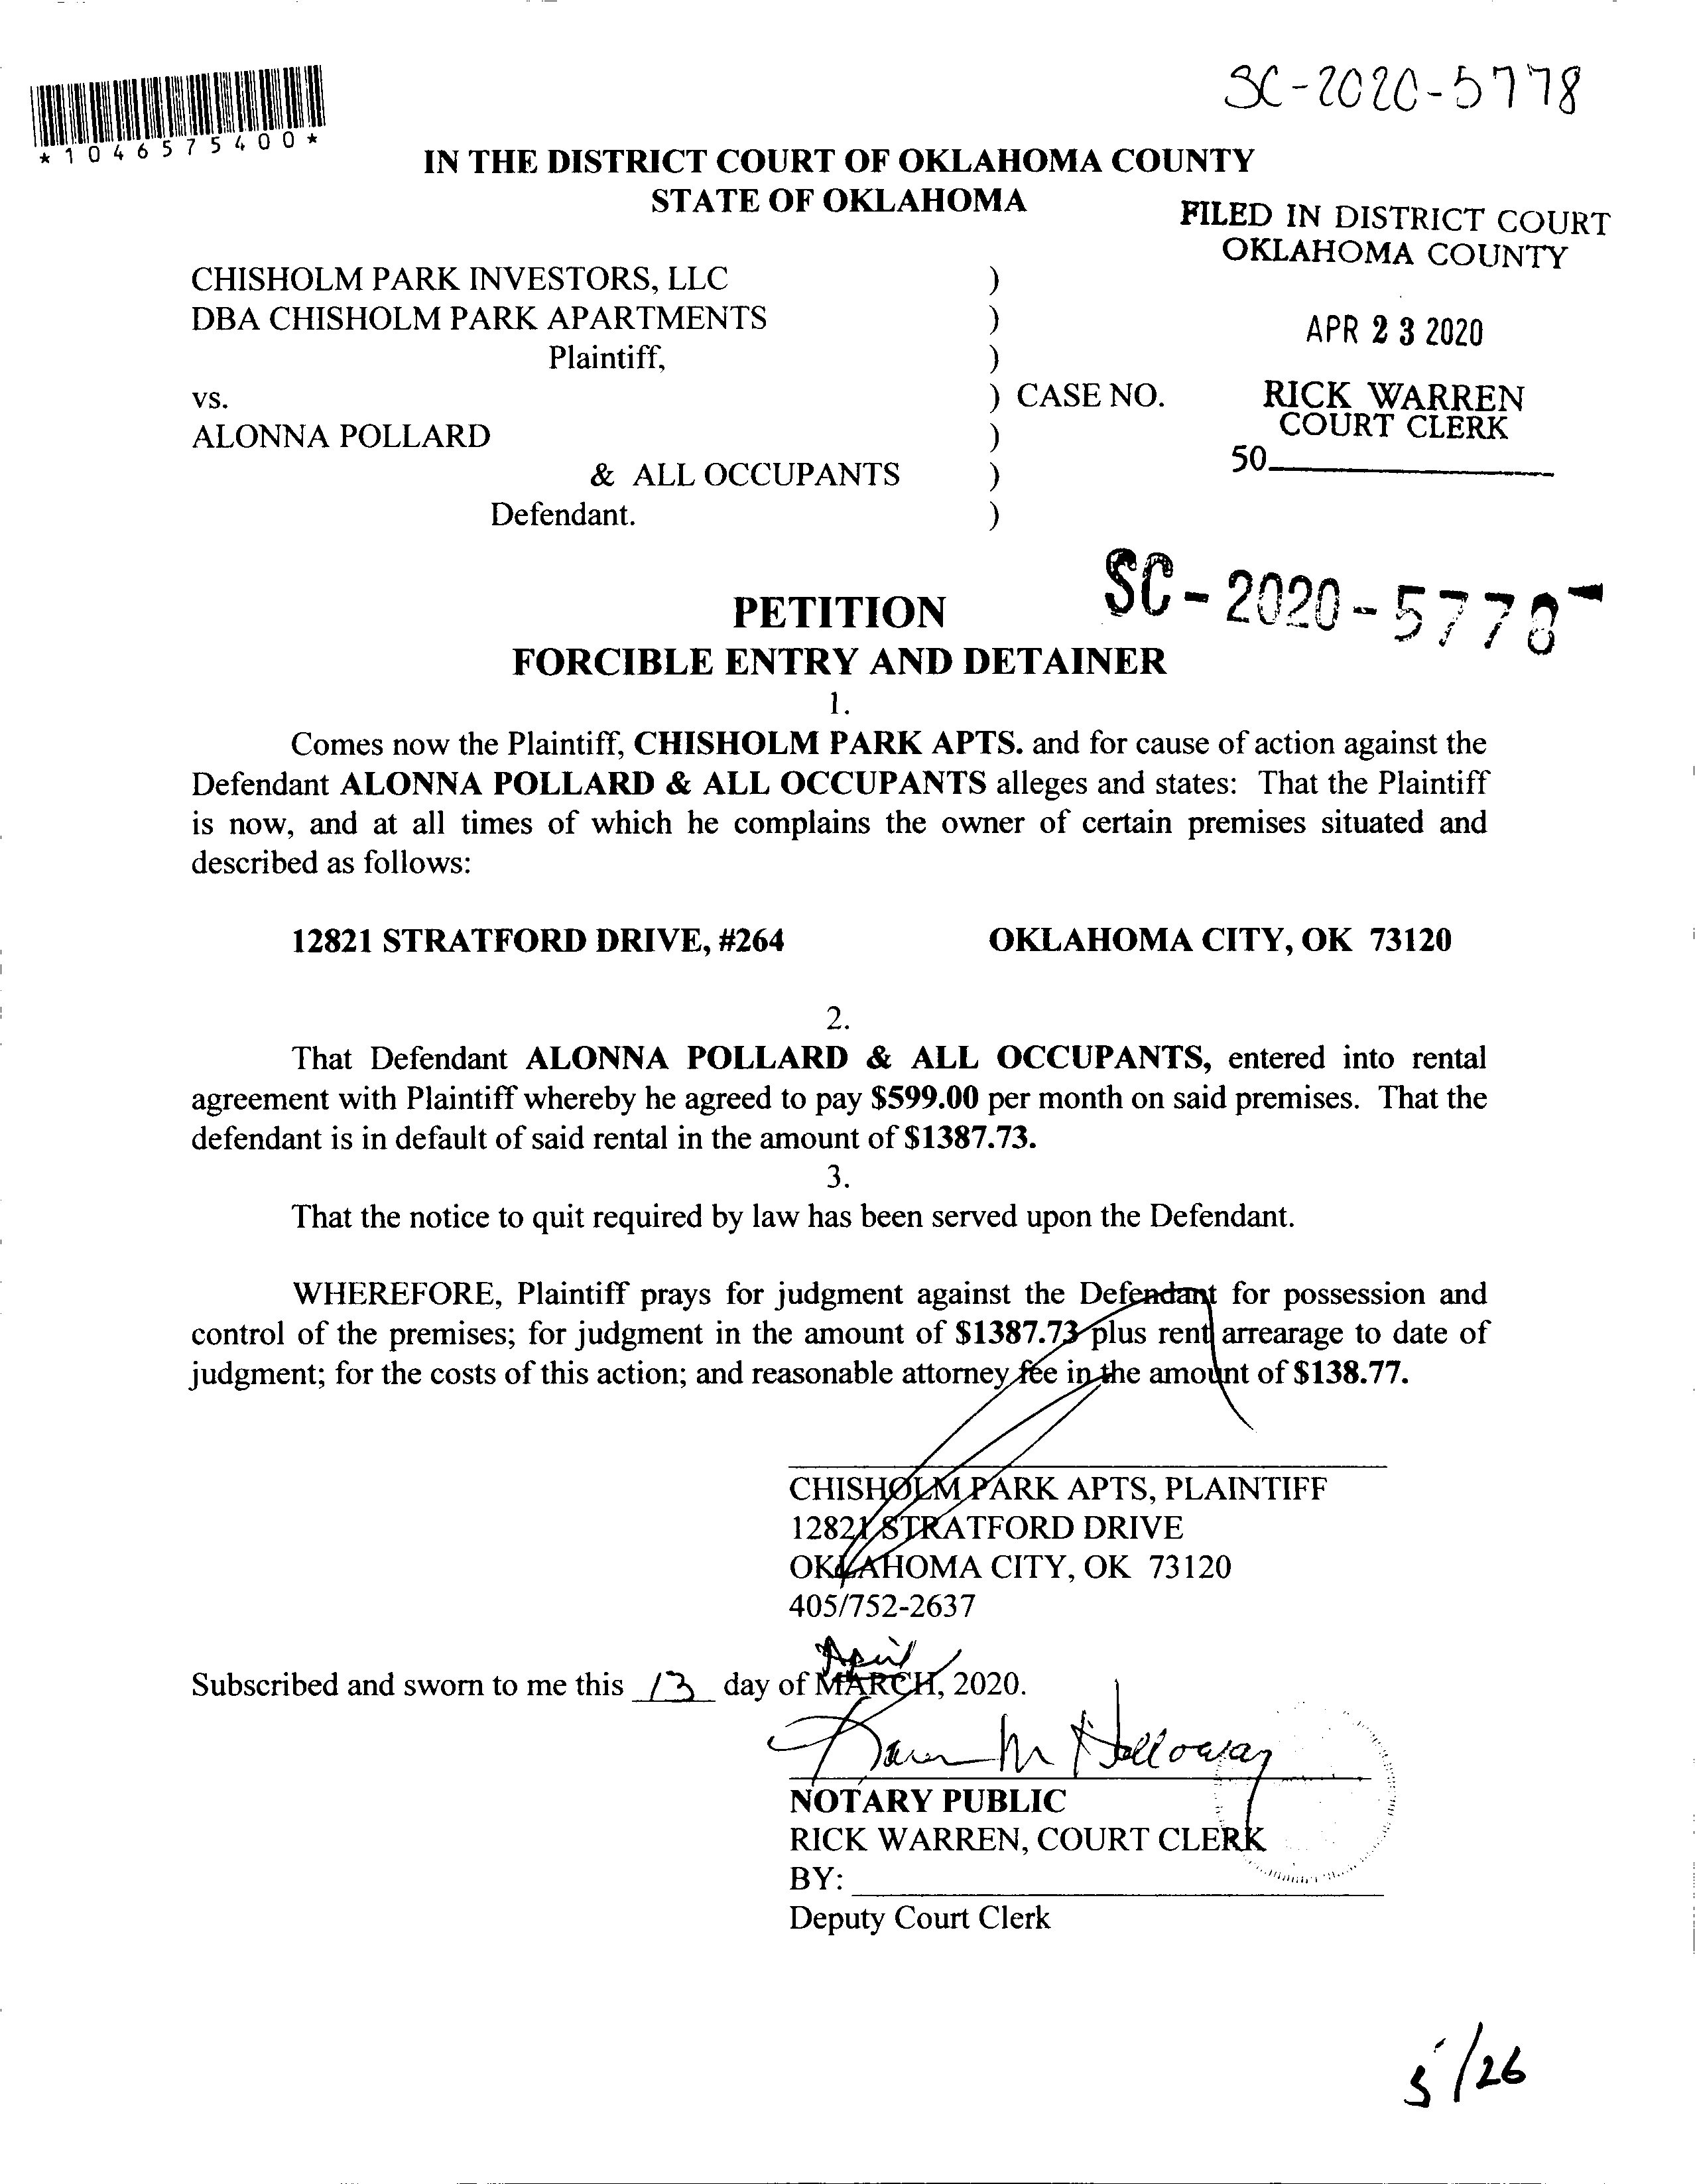 SC-2020-5778
*1046575400*
IN THE DISTRICT COURT OF OKLAHOMA COUNTY
STATE OF OKLAHOMA
FILED IN DISTRICT COURT
OKLAHOMA COUNTY
CHISHOLM PARK INVESTORS, LLC )
DBA CHISHOLM PARK APARTMENTS )
APR 23 2020
Plaintiff, )
vs. ) CASE NO.
RICK WARREN
COURT CLERK
ALONNA POLLARD )
50
& ALL OCCUPANTS )
Defendant. )
SC-2020-5778
PETITION
FORCIBLE ENTRY AND DETAINER
1.
Comes now the Plaintiff, CHISHOLM PARK APTS. and for cause of action against the
Defendant ALONNA POLLARD & ALL OCCUPANTS alleges and states: That the Plaintiff
is now, and at all times of which he complains the owner of certain premises situated and
described as follows:
12821 STRATFORD DRIVE, #264 OKLAHOMA CITY, OK 73120
2.
That Defendant ALONNA POLLARD & ALL OCCUPANTS, entered into rental
agreement with Plaintiff whereby he agreed to pay $599.00 per month on said premises. That the
defendant is in default of said rental in the amount of $1387.73.
3.
That the notice to quit required by law has been served upon the Defendant.
WHEREFORE, Plaintiff prays for judgment against the Defendant for possession and
control of the premises; for judgment in the amount of $1387.73 plus rent arrearage to date of
judgment; for the costs of this action; and reasonable attorney fee in the amount of $138.77.
CHISHOLM PARK APTS, PLAINTIFF
12821 STRATFORD DRIVE
OKLAHOMA CITY, OK 73120
405/752-2637
April
Subscribed and sworn to me this 13 day of MARCH, 2020.
Karen M Holloway
NOTARY PUBLIC
RICK WARREN, COURT CLERK
BY:
Deputy Court Clerk
5/26